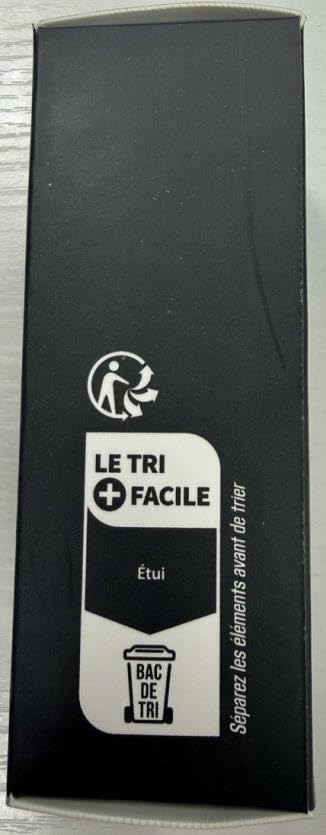 LE TRI
+ FACILE
Étui
BAC
DE
TRI
Séparez les éléments avant de trier